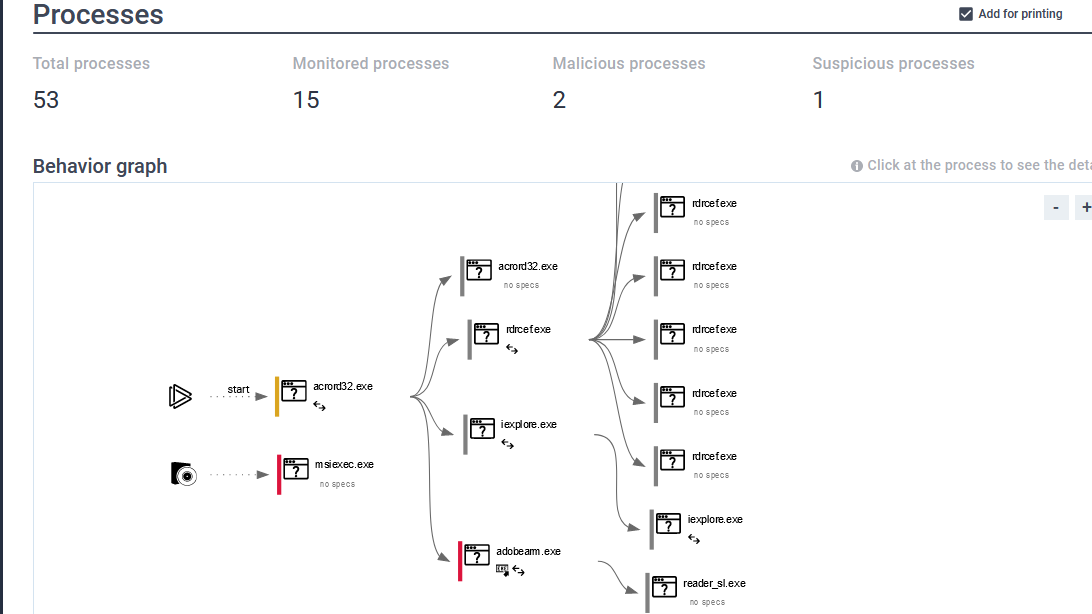 Processes
Add for printing
Total processes
Monitored processes
Malicious processes
Suspicious processes
53
15
2
1
Behavior graph
Click at the process to see the deta
-
+
rdrcef.exe
no specs
acrord32.exe
no specs
rdrcef.exe
no specs
rdrcef.exe
rdrcef.exe
no specs
start
acrord32.exe
rdrcef.exe
no specs
iexplore.exe
msiexec.exe
no specs
rdrcef.exe
no specs
iexplore.exe
adobearm.exe
reader_sl.exe
no specs